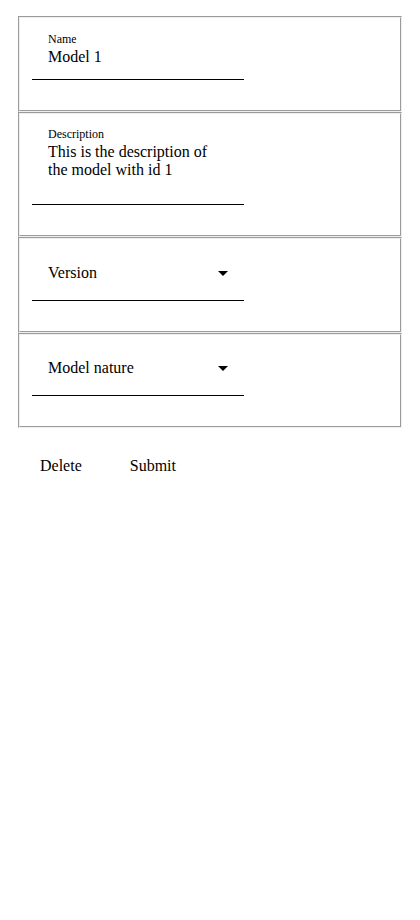 Name
Model 1
Description
This is the description of
the model with id 1
Version
Model nature
Delete Submit